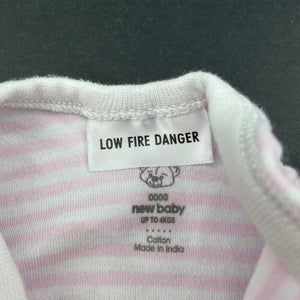 LOW FIRE DANGER
0000
new baby
UP TO 4KGS
Cotton
Made in India